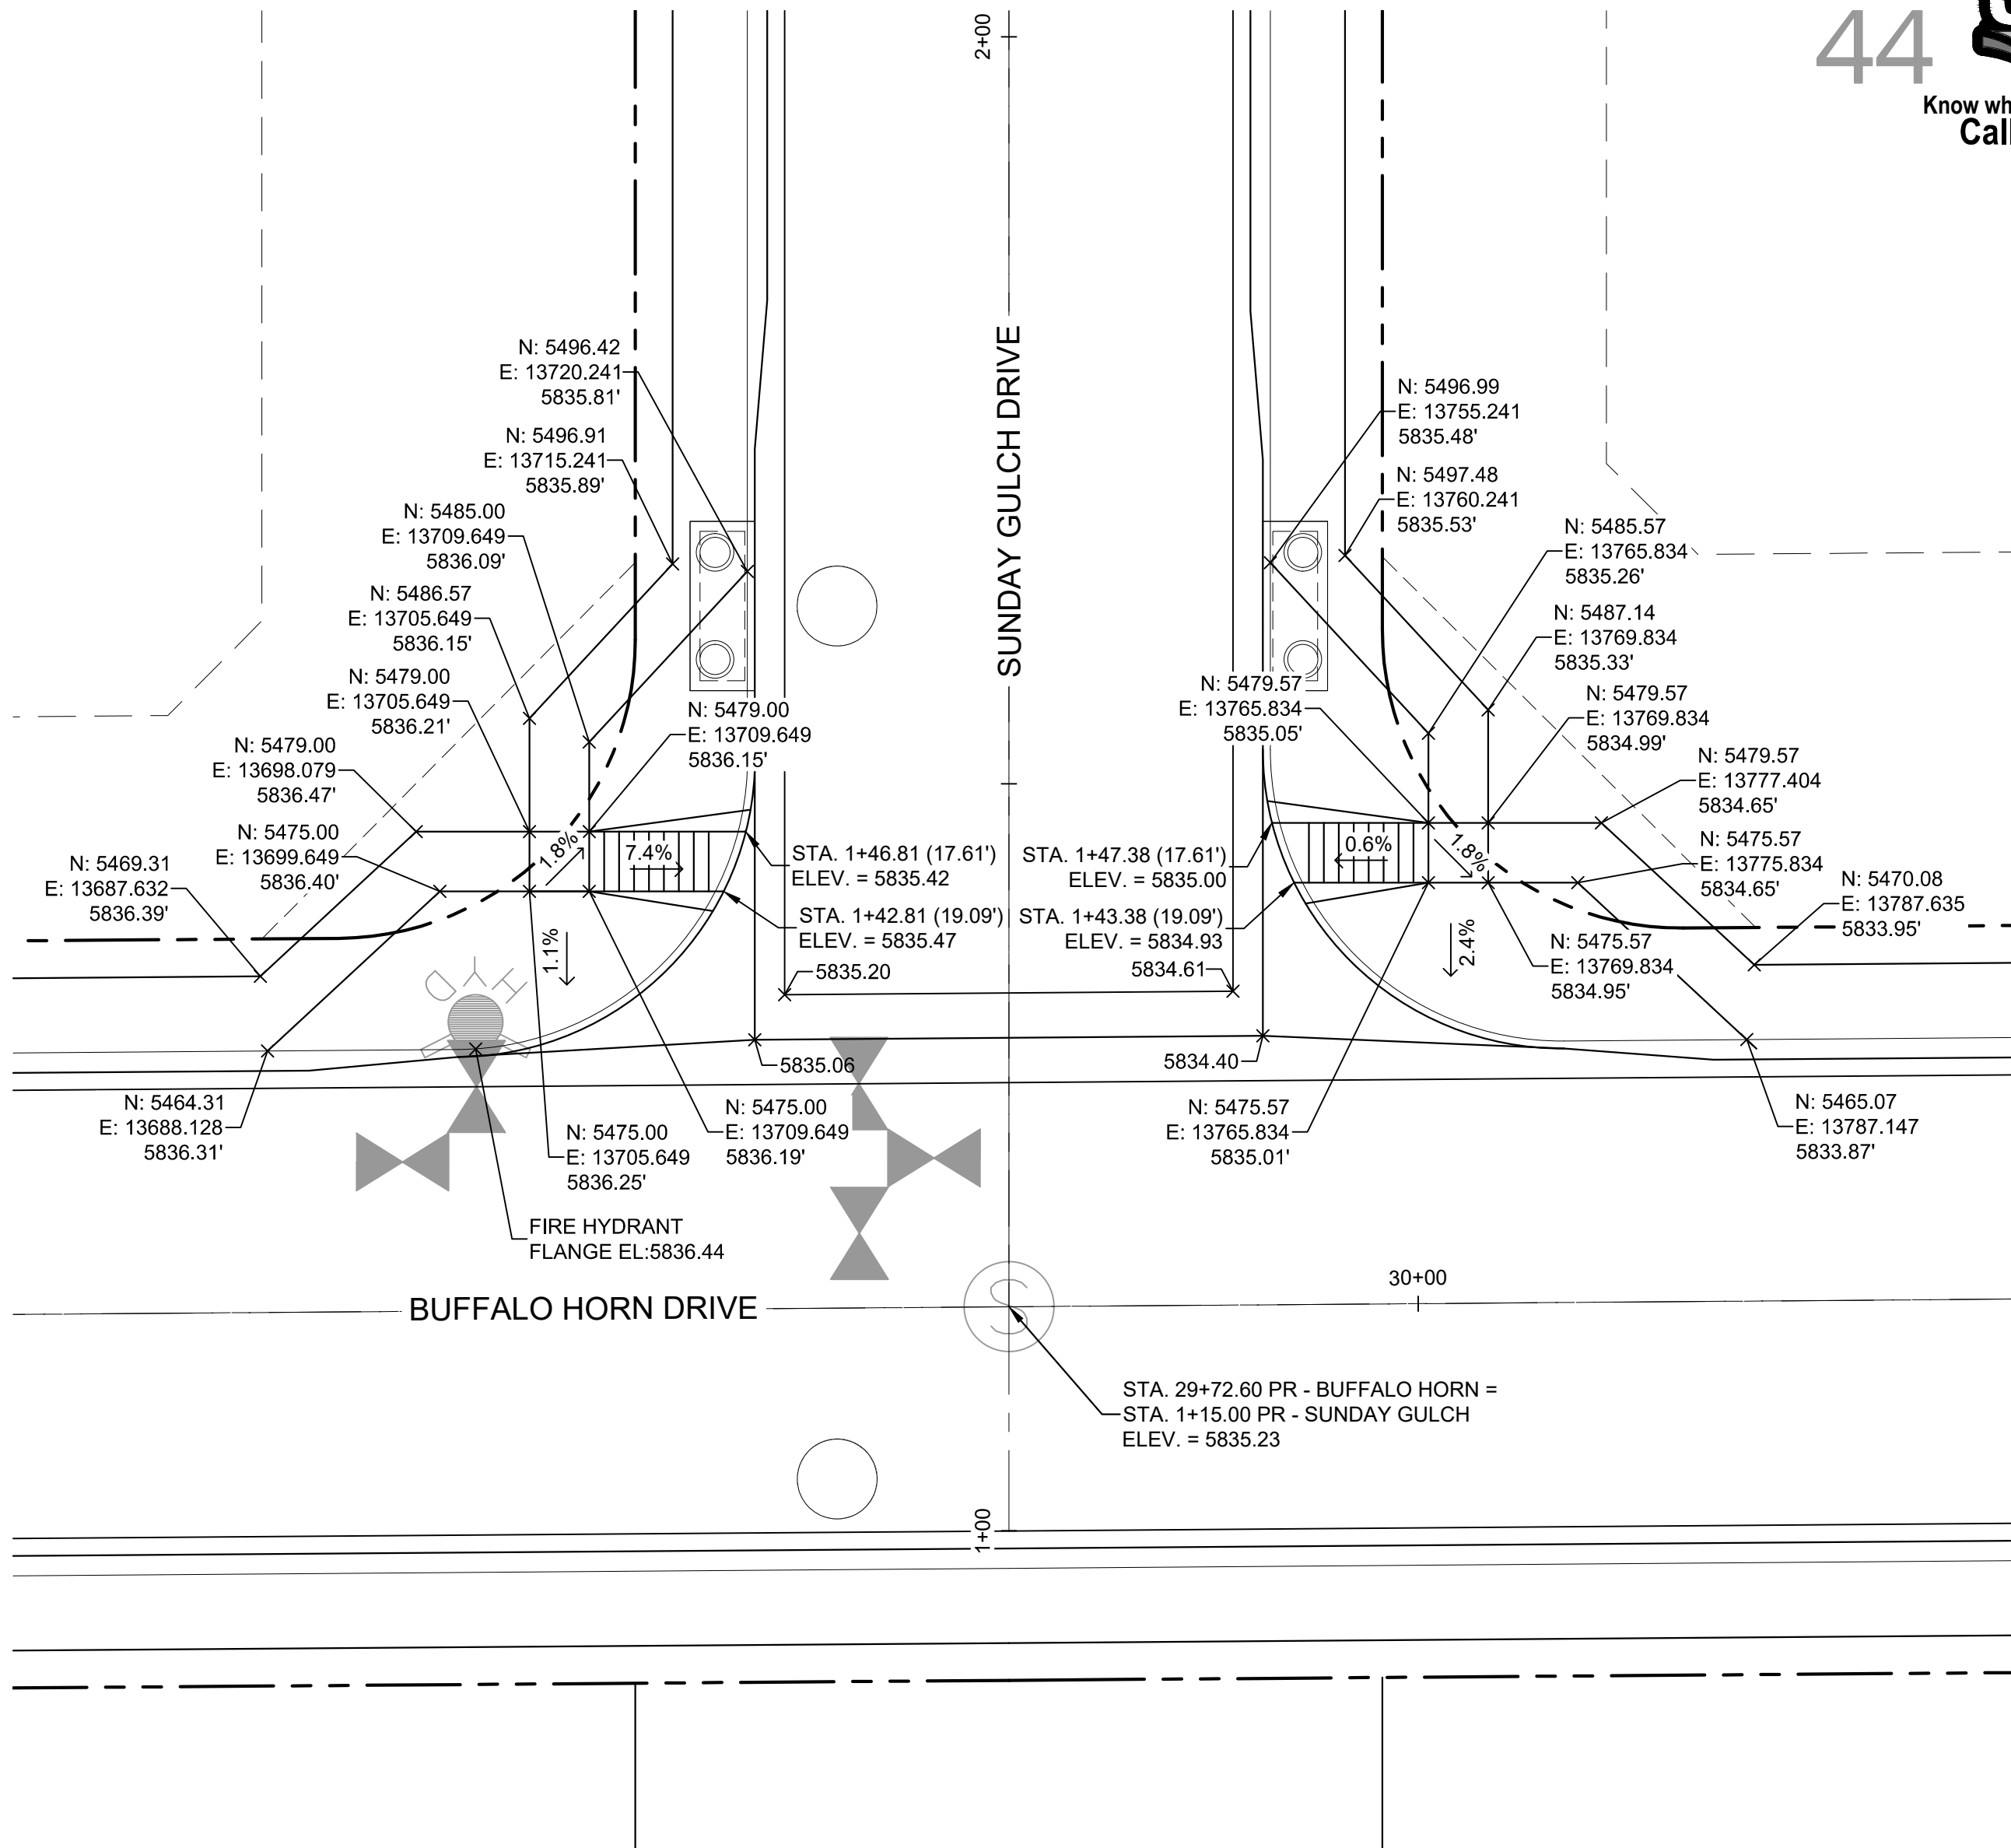 2+00
44
Know wh
Call
SUNDAY GULCH DRIVE
N: 5496.42
E: 13720.241
5835.81'
N: 5496.91
E: 13715.241
5835.89'
N: 5485.00
E: 13709.649
5836.09'
N: 5486.57
E: 13705.649
5836.15'
N: 5479.00
E: 13705.649
5836.21'
N: 5479.00
E: 13698.079
5836.47'
N: 5475.00
E: 13699.649
5836.40'
N: 5469.31
E: 13687.632
5836.39'
N: 5479.00
E: 13709.649
5836.15'
N: 5496.99
E: 13755.241
5835.48'
N: 5497.48
E: 13760.241
5835.53'
N: 5485.57
E: 13765.834
5835.26'
N: 5487.14
E: 13769.834
5835.33'
N: 5479.57
E: 13765.834
5835.05'
N: 5479.57
E: 13769.834
5834.99'
N: 5479.57
E: 13777.404
5834.65'
N: 5475.57
E: 13775.834
5834.65'
N: 5470.08
E: 13787.635
5833.95'
1.8%
7.4%
1.1%
STA. 1+46.81 (17.61')
ELEV. = 5835.42
STA. 1+42.81 (19.09')
ELEV. = 5835.47
5835.20
STA. 1+47.38 (17.61')
ELEV. = 5835.00
STA. 1+43.38 (19.09')
ELEV. = 5834.93
5834.61
0.6%
1.8%
2.4%
N: 5475.57
E: 13769.834
5834.95'
HYD
5835.06
5834.40
N: 5464.31
E: 13688.128
5836.31'
N: 5475.00
E: 13705.649
5836.25'
N: 5475.00
E: 13709.649
5836.19'
N: 5475.57
E: 13765.834
5835.01'
N: 5465.07
E: 13787.147
5833.87'
FIRE HYDRANT
FLANGE EL:5836.44
BUFFALO HORN DRIVE
S
30+00
STA. 29+72.60 PR - BUFFALO HORN =
STA. 1+15.00 PR - SUNDAY GULCH
ELEV. = 5835.23
1+00